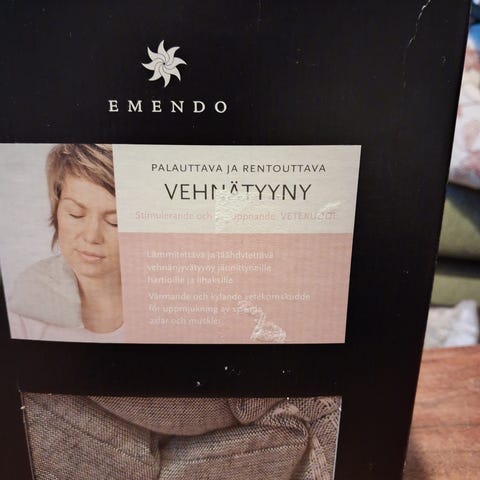 EMENDO
PALAUTTAVA JA RENTOUTTAVA
VEHNÄTYYNY
Stimulerande och VETEKUDDE
Lämmitettävä ja jäähdytettävä
vehnänjyvätyyny jännittyneille
hartioille ja lihaksille.
Värmande och kylande vetekornskudde
för uppmjukning av spända
axlar och muskler.